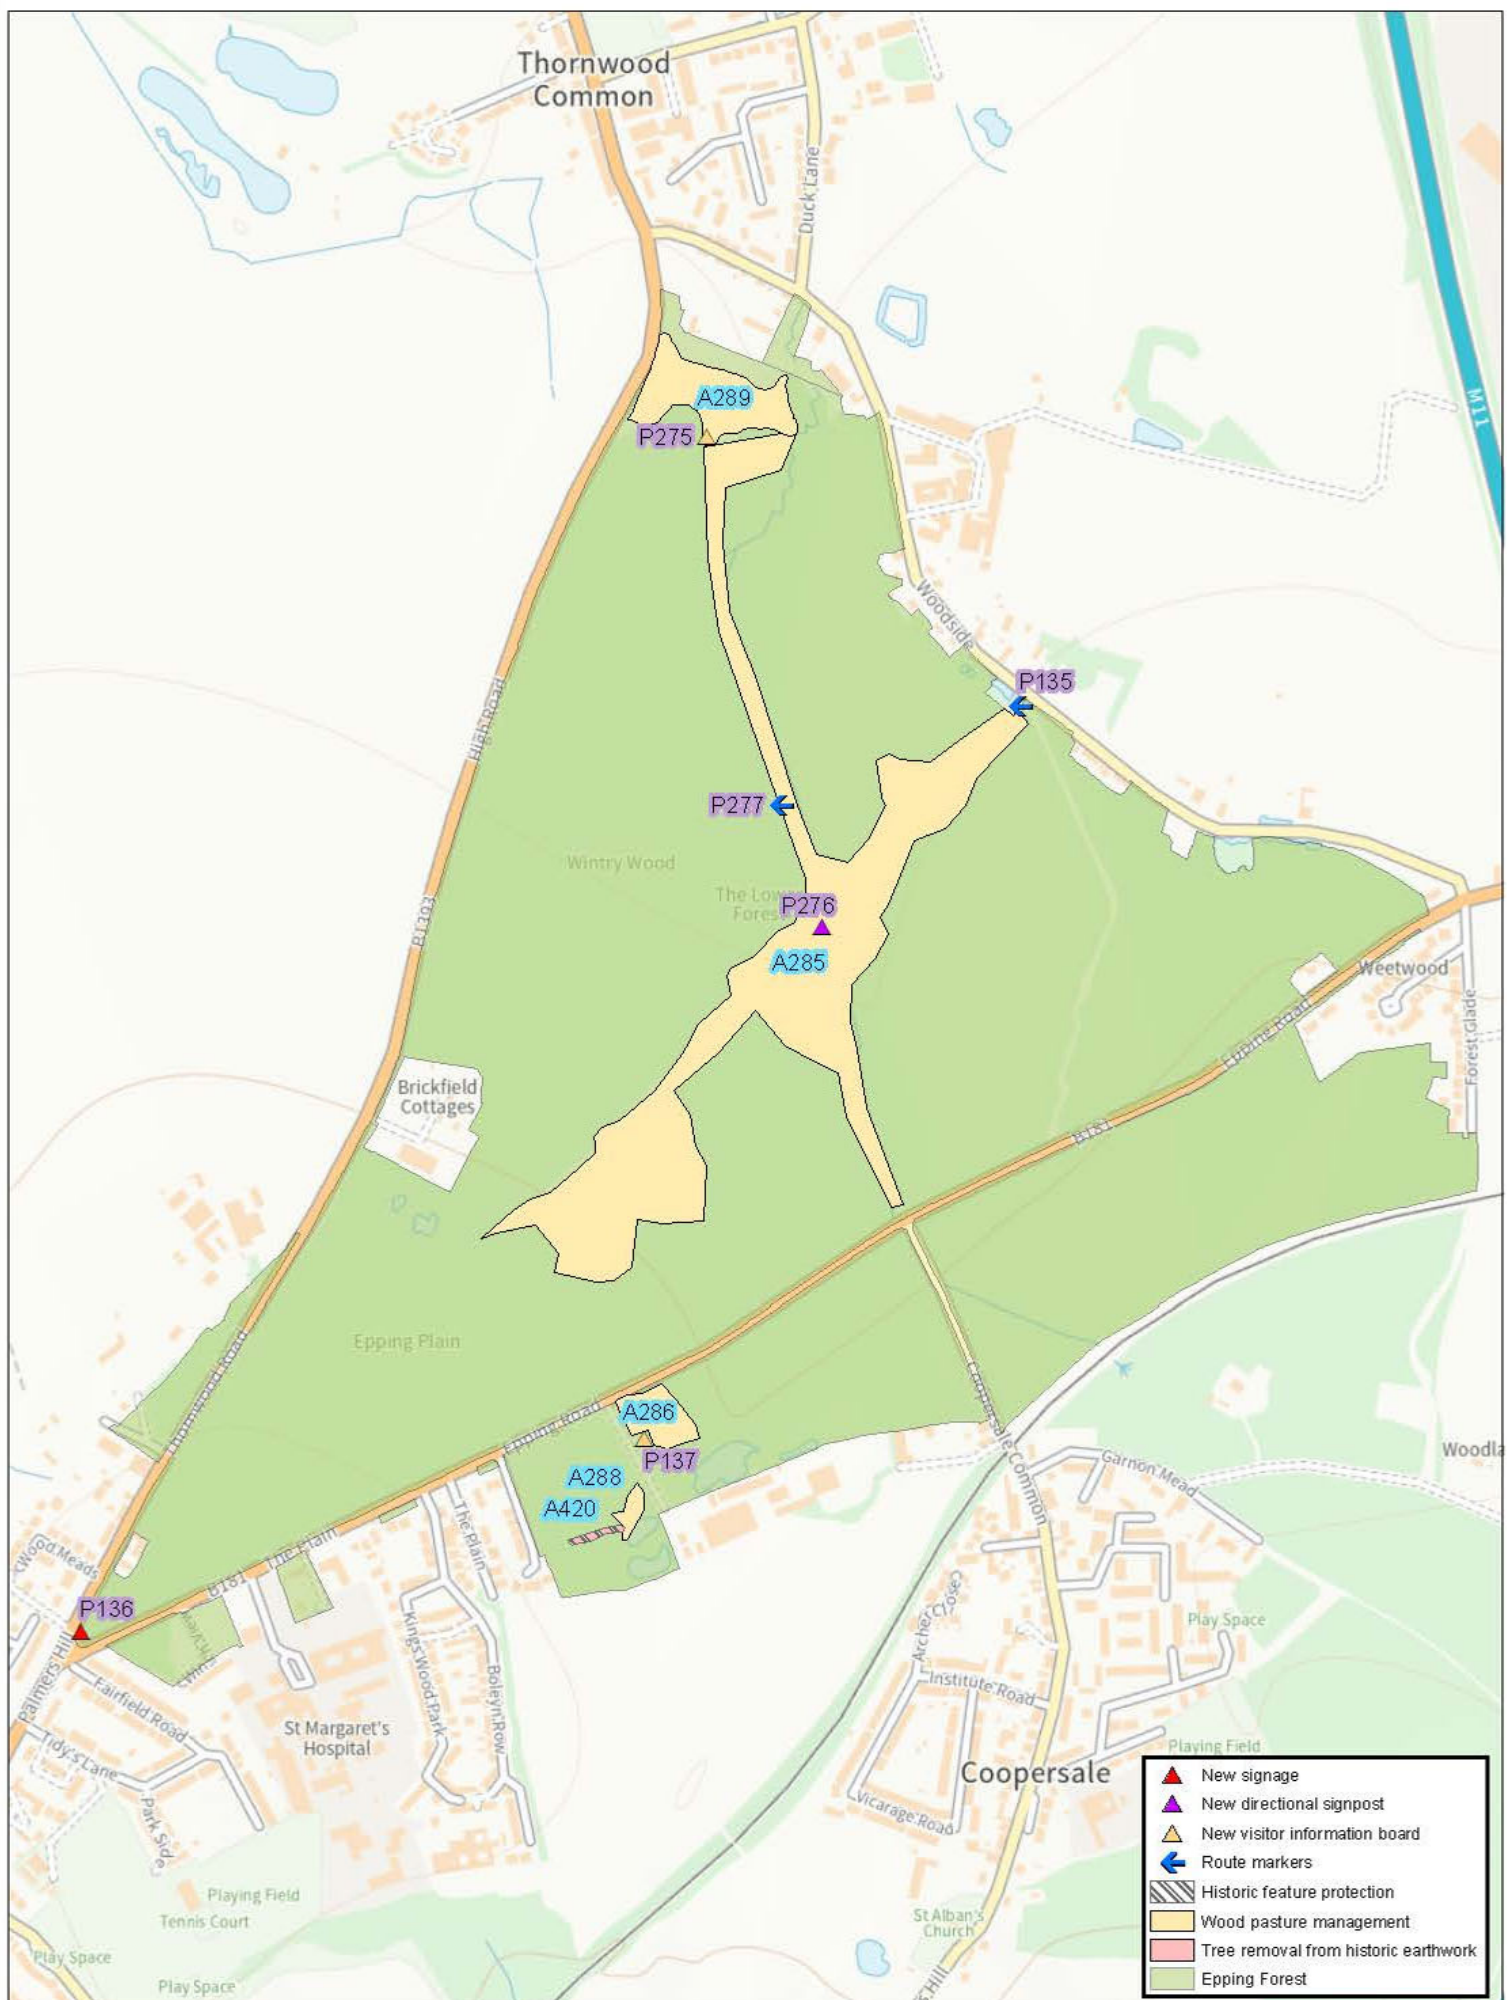 Thornwood
Common
Duck Lane
M11
A289
P275
Woodside
P135
High Road
P277
Wintry Wood
The Lower
Forest
P276
A285
B1393
Weetwood
Forest Glade
Epping Road
Brickfield
Cottages
B181
Epping Plain
Thornwood Road
Epping Road
A286
P137
A288
A420
Coopersale Common
Garnon Mead
Woodla
The Plain
Wood Meads
The Plain
B181
P136
Palmers Hill
Fairfield Road
Tidy's Lane
Park Side
Kings Wood Park
Boleyn Row
St Margaret's
Hospital
Archer Close
Institute Road
Play Space
Vicarage Road
Coopersale
Playing Field
Playing Field
Tennis Court
Play Space
Play Space
St Alban's
Church
s Hill
New signage
New directional signpost
New visitor information board
Route markers
Historic feature protection
Wood pasture management
Tree removal from historic earthwork
Epping Forest